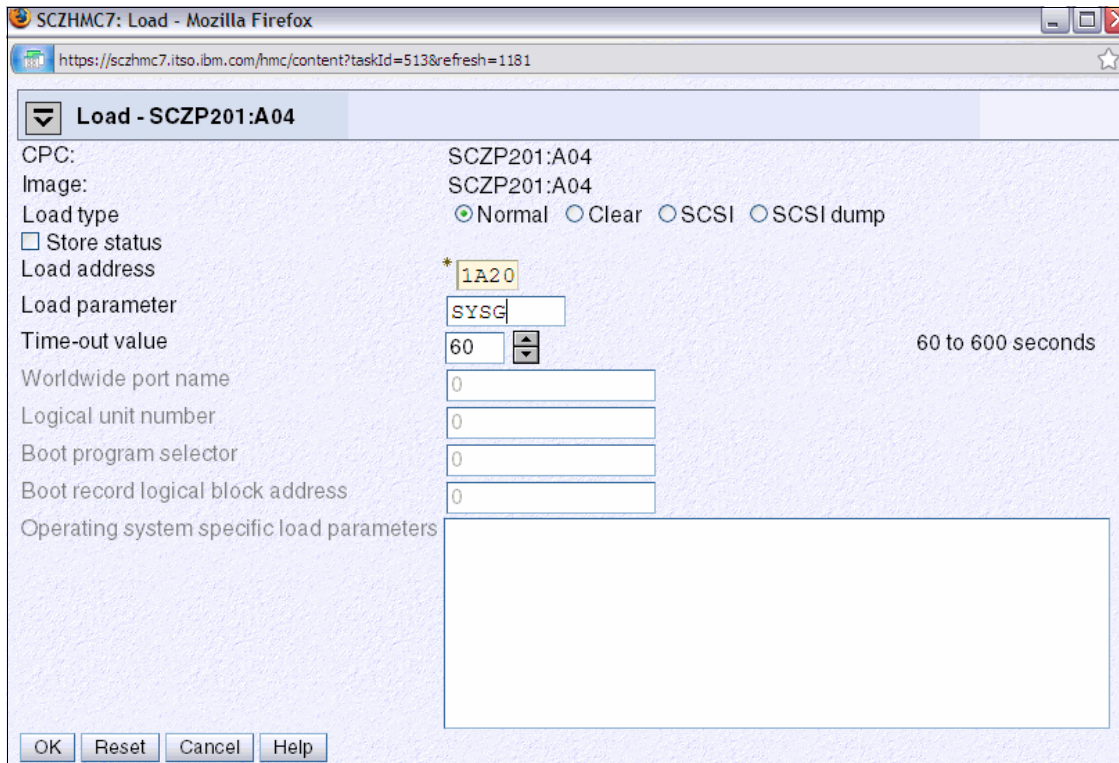 SCZHMC7: Load - Mozilla Firefox
https://sczhmc7.itso.ibm.com/hmc/content?taskId=513&refresh=1181
Load - SCZP201:A04
CPC: SCZP201:A04
Image: SCZP201:A04
Load type Normal Clear SCSI SCSI dump
Store status
Load address * 1A20
Load parameter SYSG
Time-out value 60 60 to 600 seconds
Worldwide port name 0
Logical unit number 0
Boot program selector 0
Boot record logical block address 0
Operating system specific load parameters
OK Reset Cancel Help